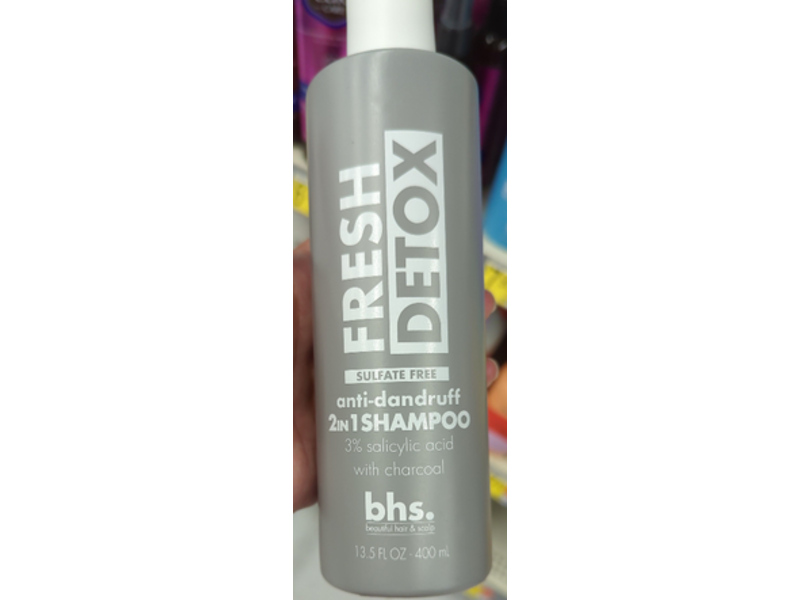 FRESH
DETOX
SULFATE FREE
anti-dandruff
2IN1SHAMPOO
3% salicylic acid
with charcoal
bhs.
beautiful hair & scalp
13.5 FL OZ - 400 mL